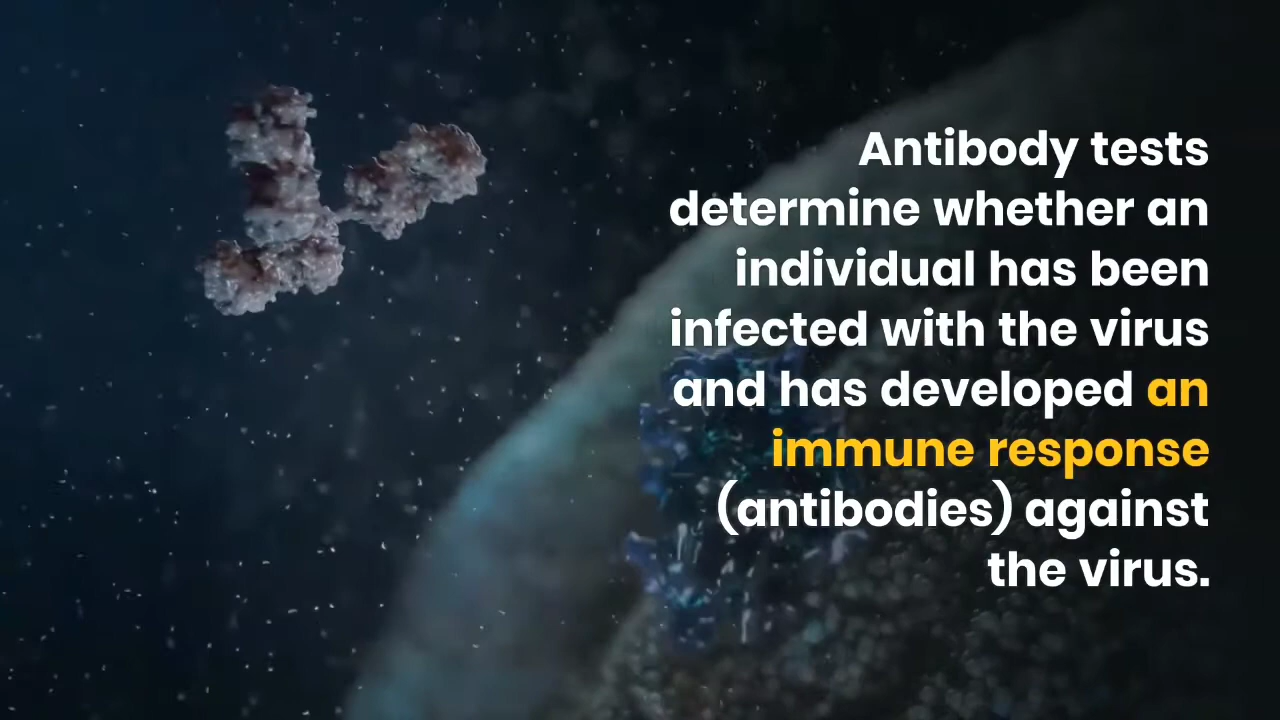 Antibody tests
determine whether an
individual has been
infected with the virus
and has developed an
immune response
(antibodies) against
the virus.